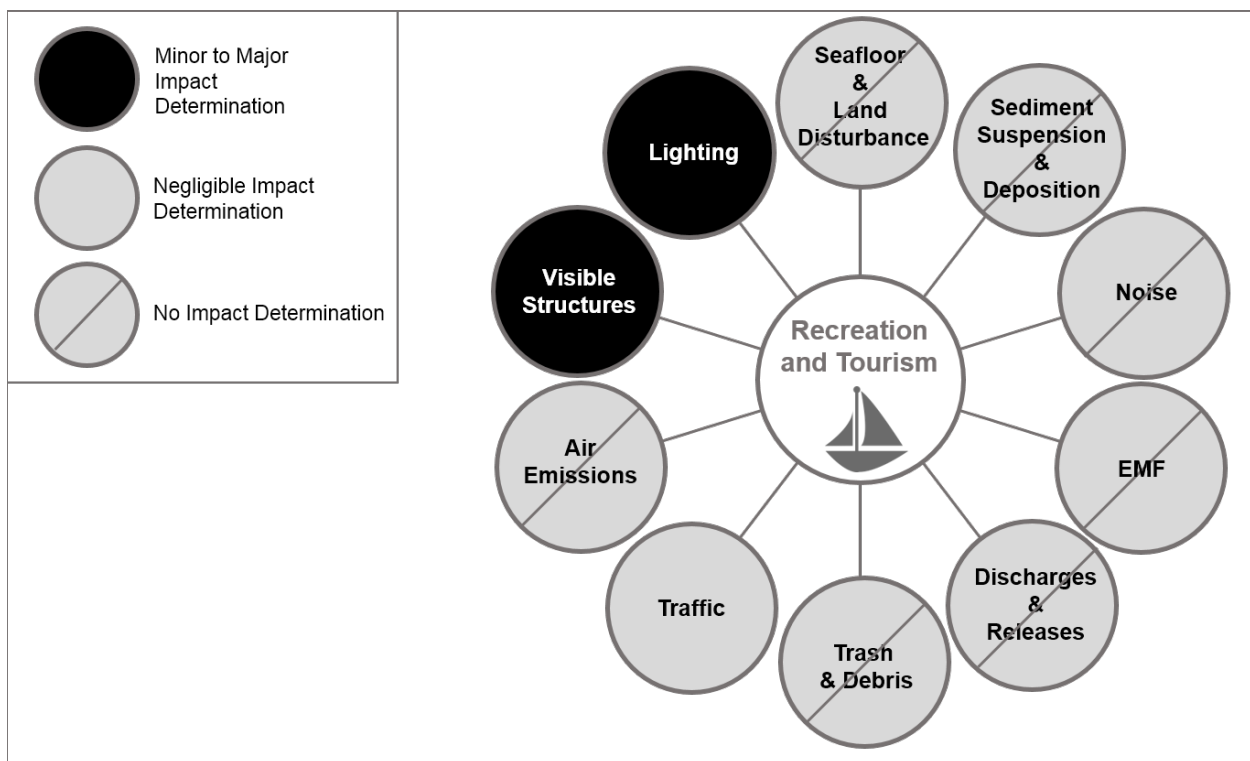 Minor to Major
Impact
Determination
Negligible Impact
Determination
No Impact Determination
Seafloor
&
Land
Disturbance
Sediment
Suspension
&
Deposition
Noise
EMF
Discharges
&
Releases
Trash
& Debris
Traffic
Air
Emissions
Visible
Structures
Lighting
Recreation
and Tourism